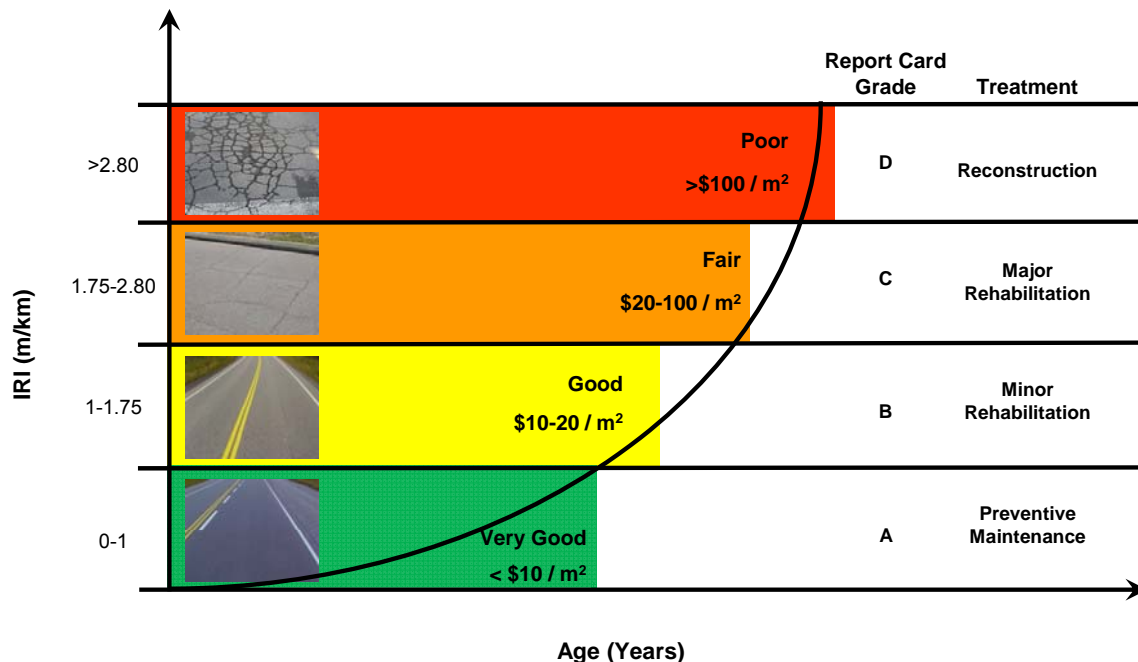 Report Card
Grade
Treatment
>2.80
Poor
>$100 / m²
D
Reconstruction
1.75-2.80
Fair
$20-100 / m²
C
Major
Rehabilitation
1-1.75
Good
$10-20 / m²
B
Minor
Rehabilitation
0-1
Very Good
< $10 / m²
A
Preventive
Maintenance
IRI (m/km)
Age (Years)